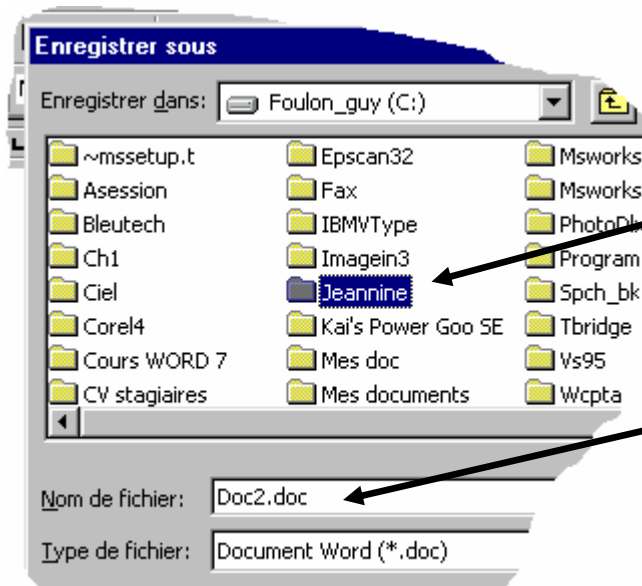 Enregistrer sous
Enregistrer dans: Foulon_guy (C:)
~mssetup.t Epscan32 Msworks
Asession Fax Msworks
Bleutech IBMVType
Ch1 Imagein3 Program
Ciel Jeannine Spch_bk
Corel4 Kai's Power Goo SE Tbridge
Cours WORD 7 Mes doc Vs95
CV stagiaires Mes documents Wcpta
Nom de fichier: Doc2.doc
Type de fichier: Document Word (*.doc)